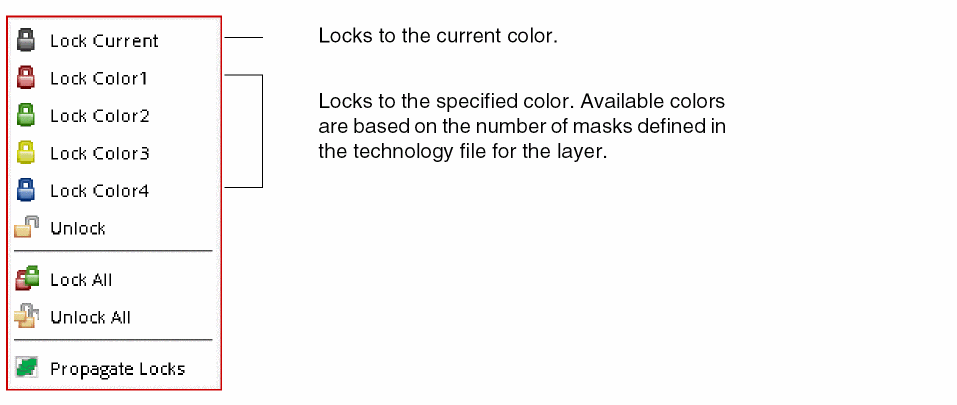 Lock Current
Locks to the current color.
Lock Color1
Lock Color2
Lock Color3
Lock Color4
Locks to the specified color. Available colors
are based on the number of masks defined in
the technology file for the layer.
Unlock
Lock All
Unlock All
Propagate Locks